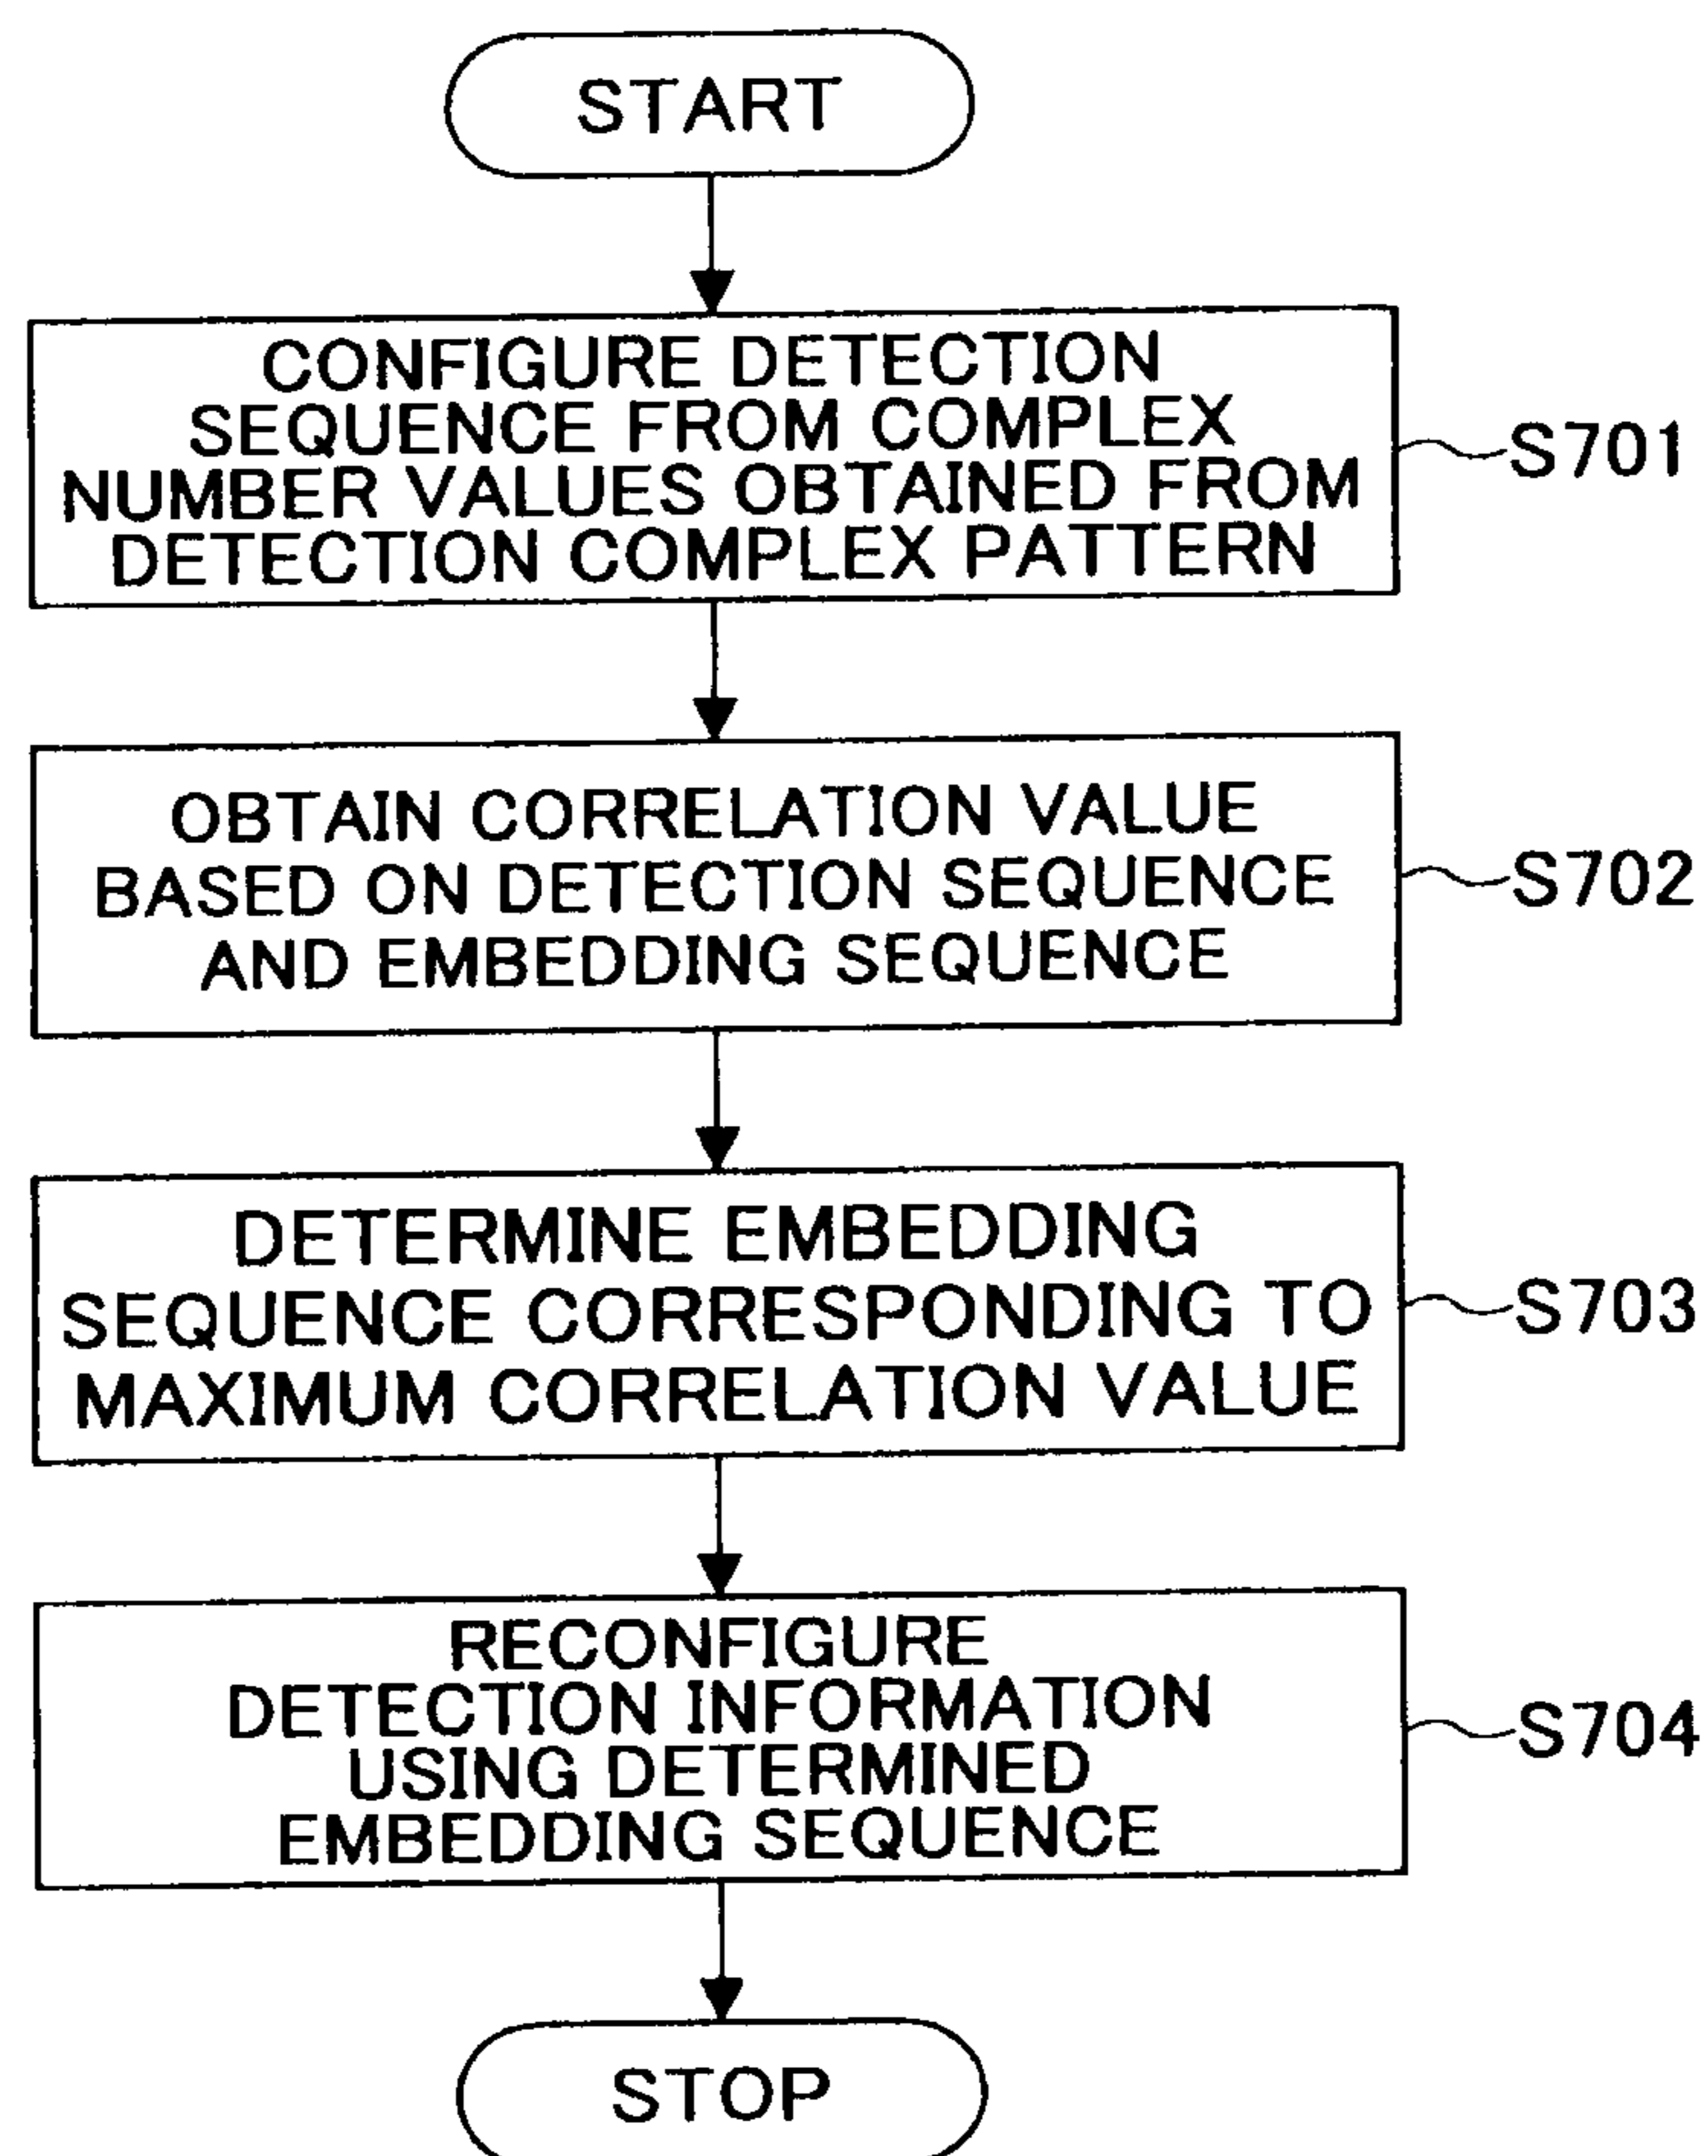 START
CONFIGURE DETECTION
SEQUENCE FROM COMPLEX
NUMBER VALUES OBTAINED FROM
DETECTION COMPLEX PATTERN
S701
OBTAIN CORRELATION VALUE
BASED ON DETECTION SEQUENCE
AND EMBEDDING SEQUENCE
S702
DETERMINE EMBEDDING
SEQUENCE CORRESPONDING TO
MAXIMUM CORRELATION VALUE
S703
RECONFIGURE
DETECTION INFORMATION
USING DETERMINED
EMBEDDING SEQUENCE
S704
STOP